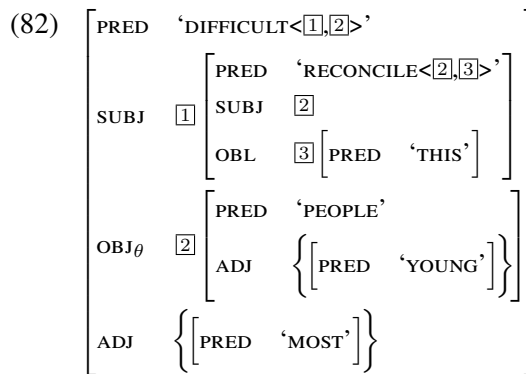 (82) PRED ‘DIFFICULT<1,2>’
PRED ‘RECONCILE<2,3>’
SUBJ 1 SUBJ 2
OBL 3 [PRED ‘THIS’]
PRED ‘PEOPLE’
OBJθ 2
ADJ {[PRED ‘YOUNG’]}
ADJ {[PRED ‘MOST’]}